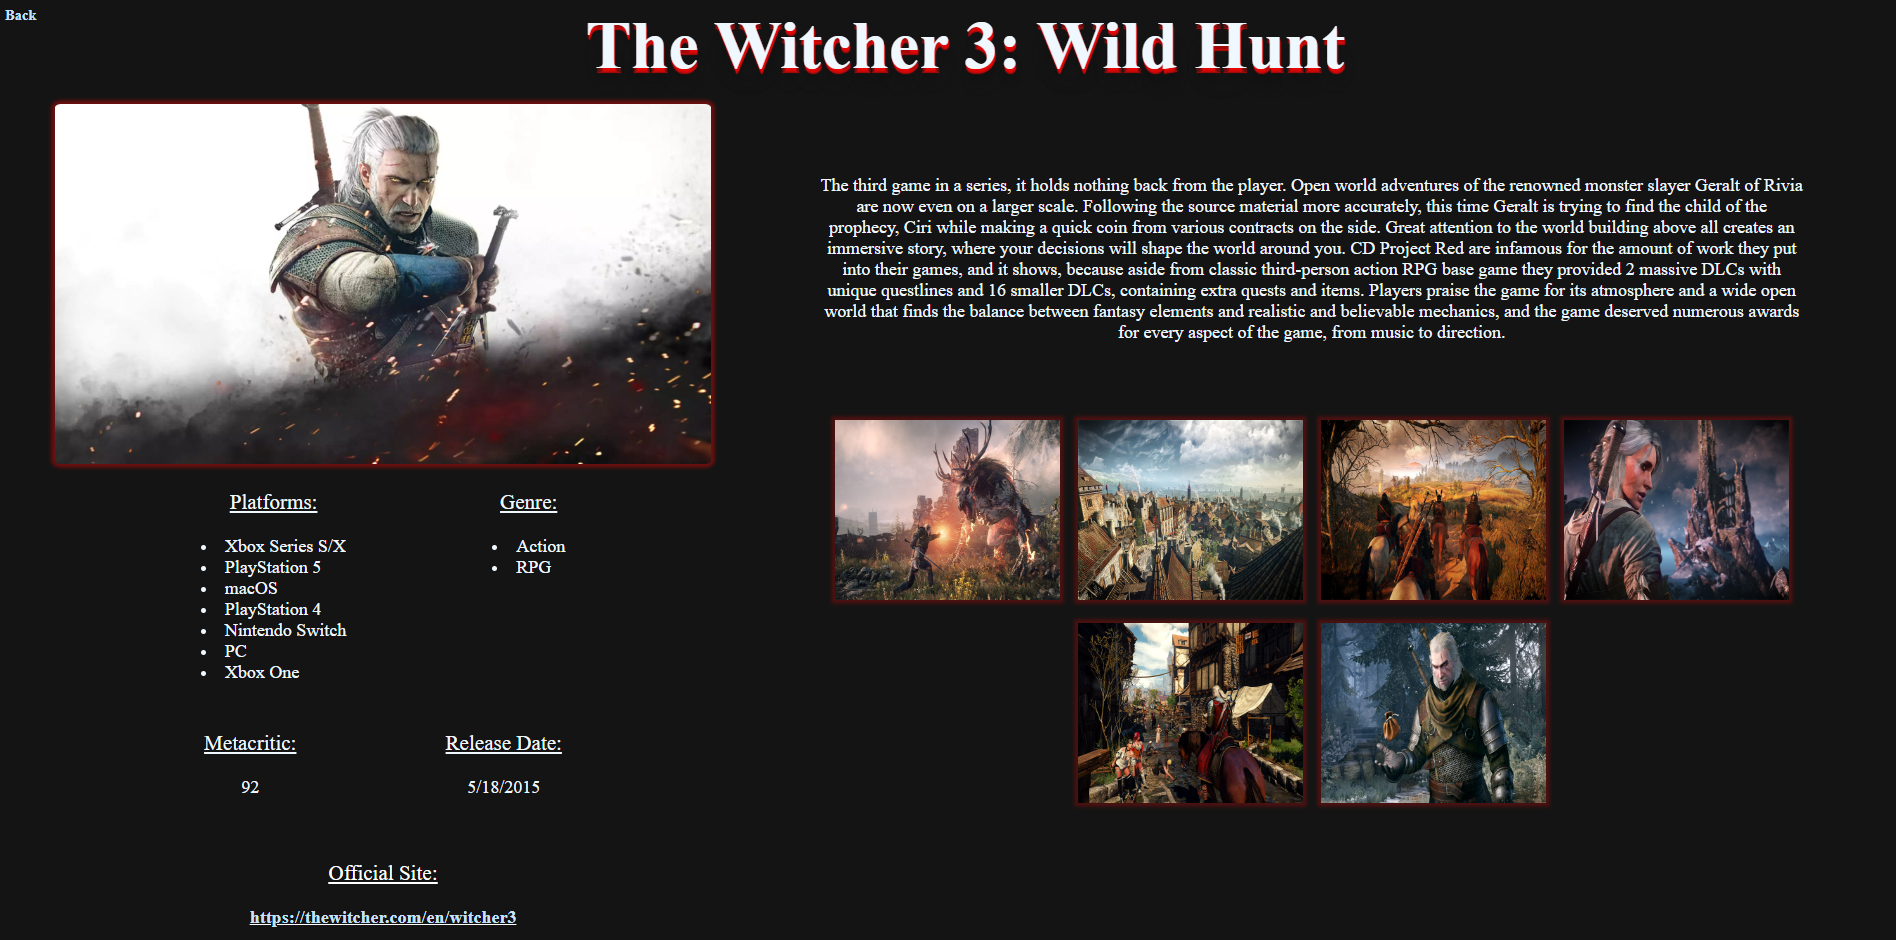 Back
The Witcher 3: Wild Hunt
The third game in a series, it holds nothing back from the player. Open world adventures of the renowned monster slayer Geralt of Rivia
are now even on a larger scale. Following the source material more accurately, this time Geralt is trying to find the child of the
prophecy, Ciri while making a quick coin from various contracts on the side. Great attention to the world building above all creates an
immersive story, where your decisions will shape the world around you. CD Project Red are infamous for the amount of work they put
into their games, and it shows, because aside from classic third-person action RPG base game they provided 2 massive DLCs with
unique questlines and 16 smaller DLCs, containing extra quests and items. Players praise the game for its atmosphere and a wide open
world that finds the balance between fantasy elements and realistic and believable mechanics, and the game deserved numerous awards
for every aspect of the game, from music to direction.
Platforms:
• Xbox Series S/X
• PlayStation 5
• macOS
• PlayStation 4
• Nintendo Switch
• PC
• Xbox One
Genre:
• Action
• RPG
Metacritic:
92
Release Date:
5/18/2015
Official Site:
https://thewitcher.com/en/witcher3